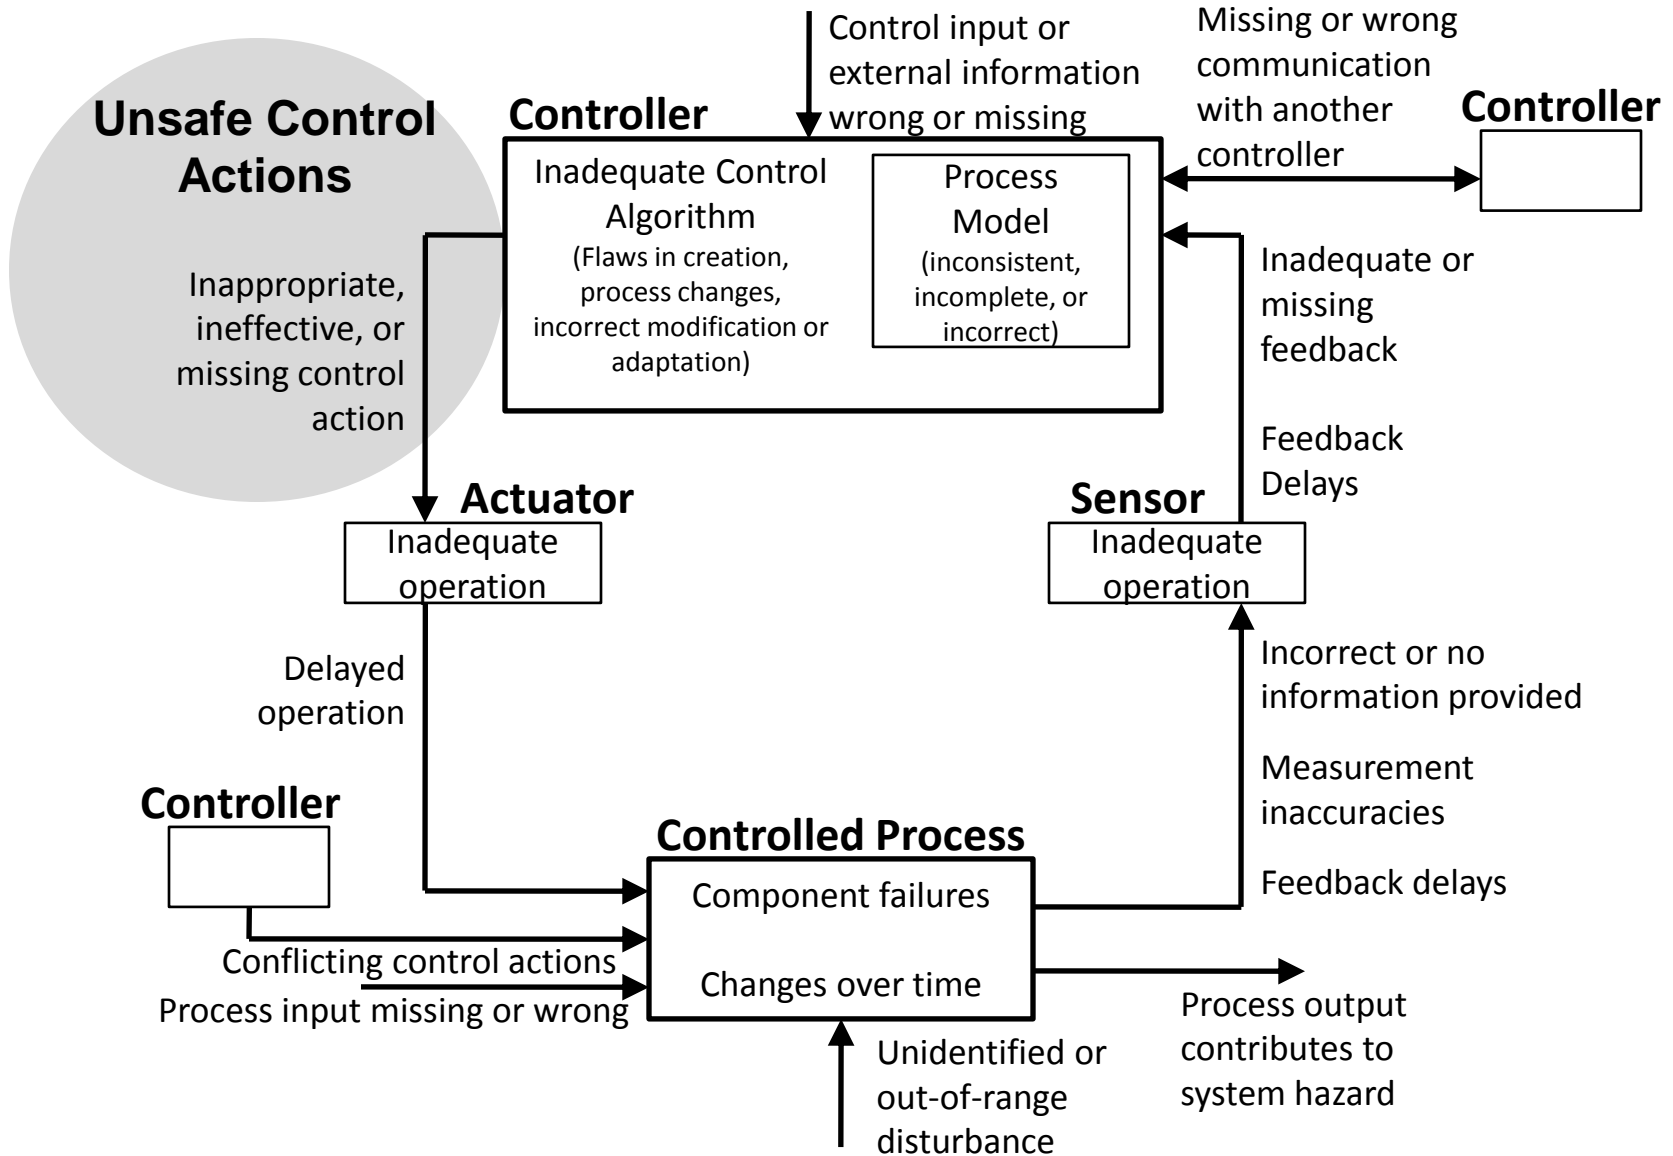 Control input or
external information
wrong or missing
Missing or wrong
communication
with another
controller
Controller
Unsafe Control
Actions
Controller
Inadequate Control
Algorithm
(Flaws in creation,
process changes,
incorrect modification or
adaptation)
Process
Model
(inconsistent,
incomplete, or
incorrect)
Inappropriate,
ineffective, or
missing control
action
Inadequate or
missing
feedback
Feedback
Delays
Actuator
Inadequate
operation
Sensor
Inadequate
operation
Delayed
operation
Incorrect or no
information provided
Measurement
inaccuracies
Feedback delays
Controller
Controlled Process
Component failures
Changes over time
Conflicting control actions
Process input missing or wrong
Unidentified or
out-of-range
disturbance
Process output
contributes to
system hazard